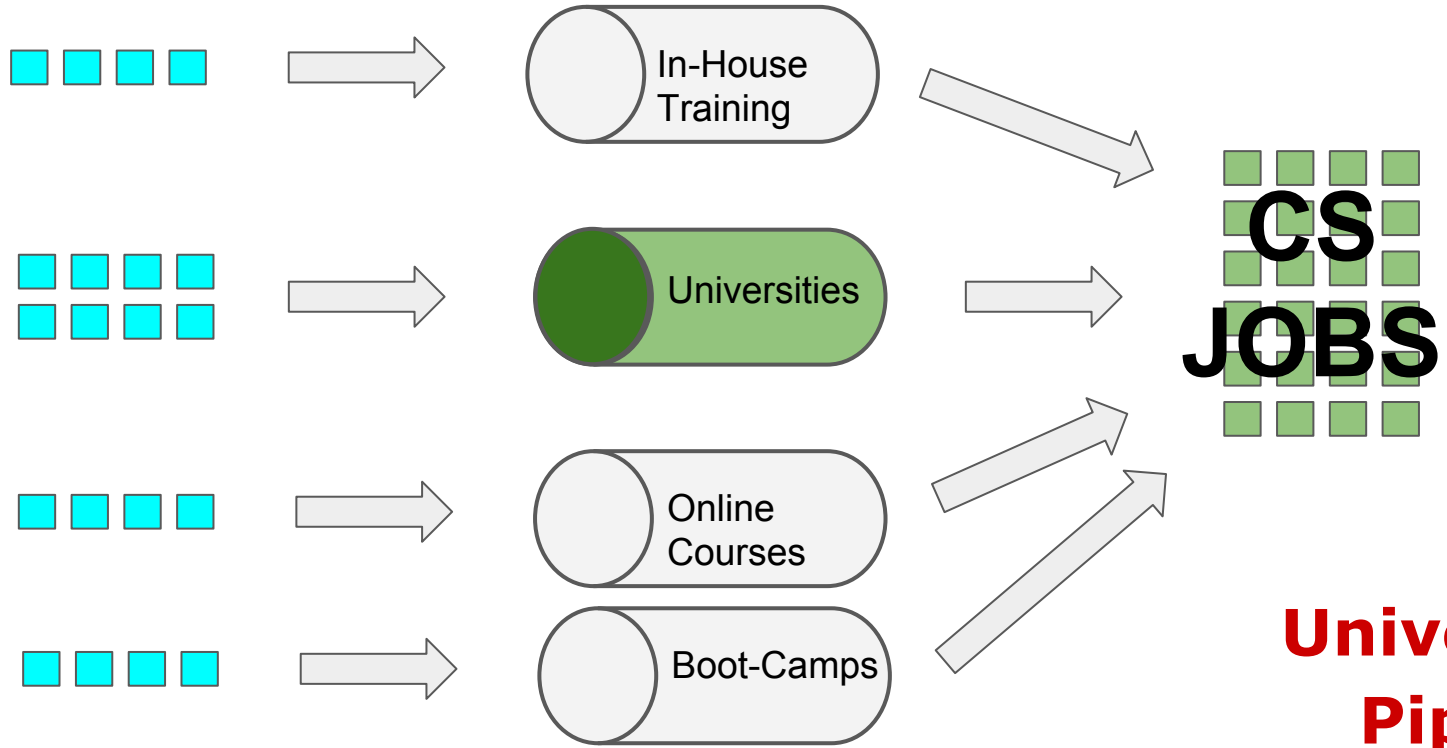 In-House
Training
Universities
CS
JOBS
Online
Courses
Boot-Camps